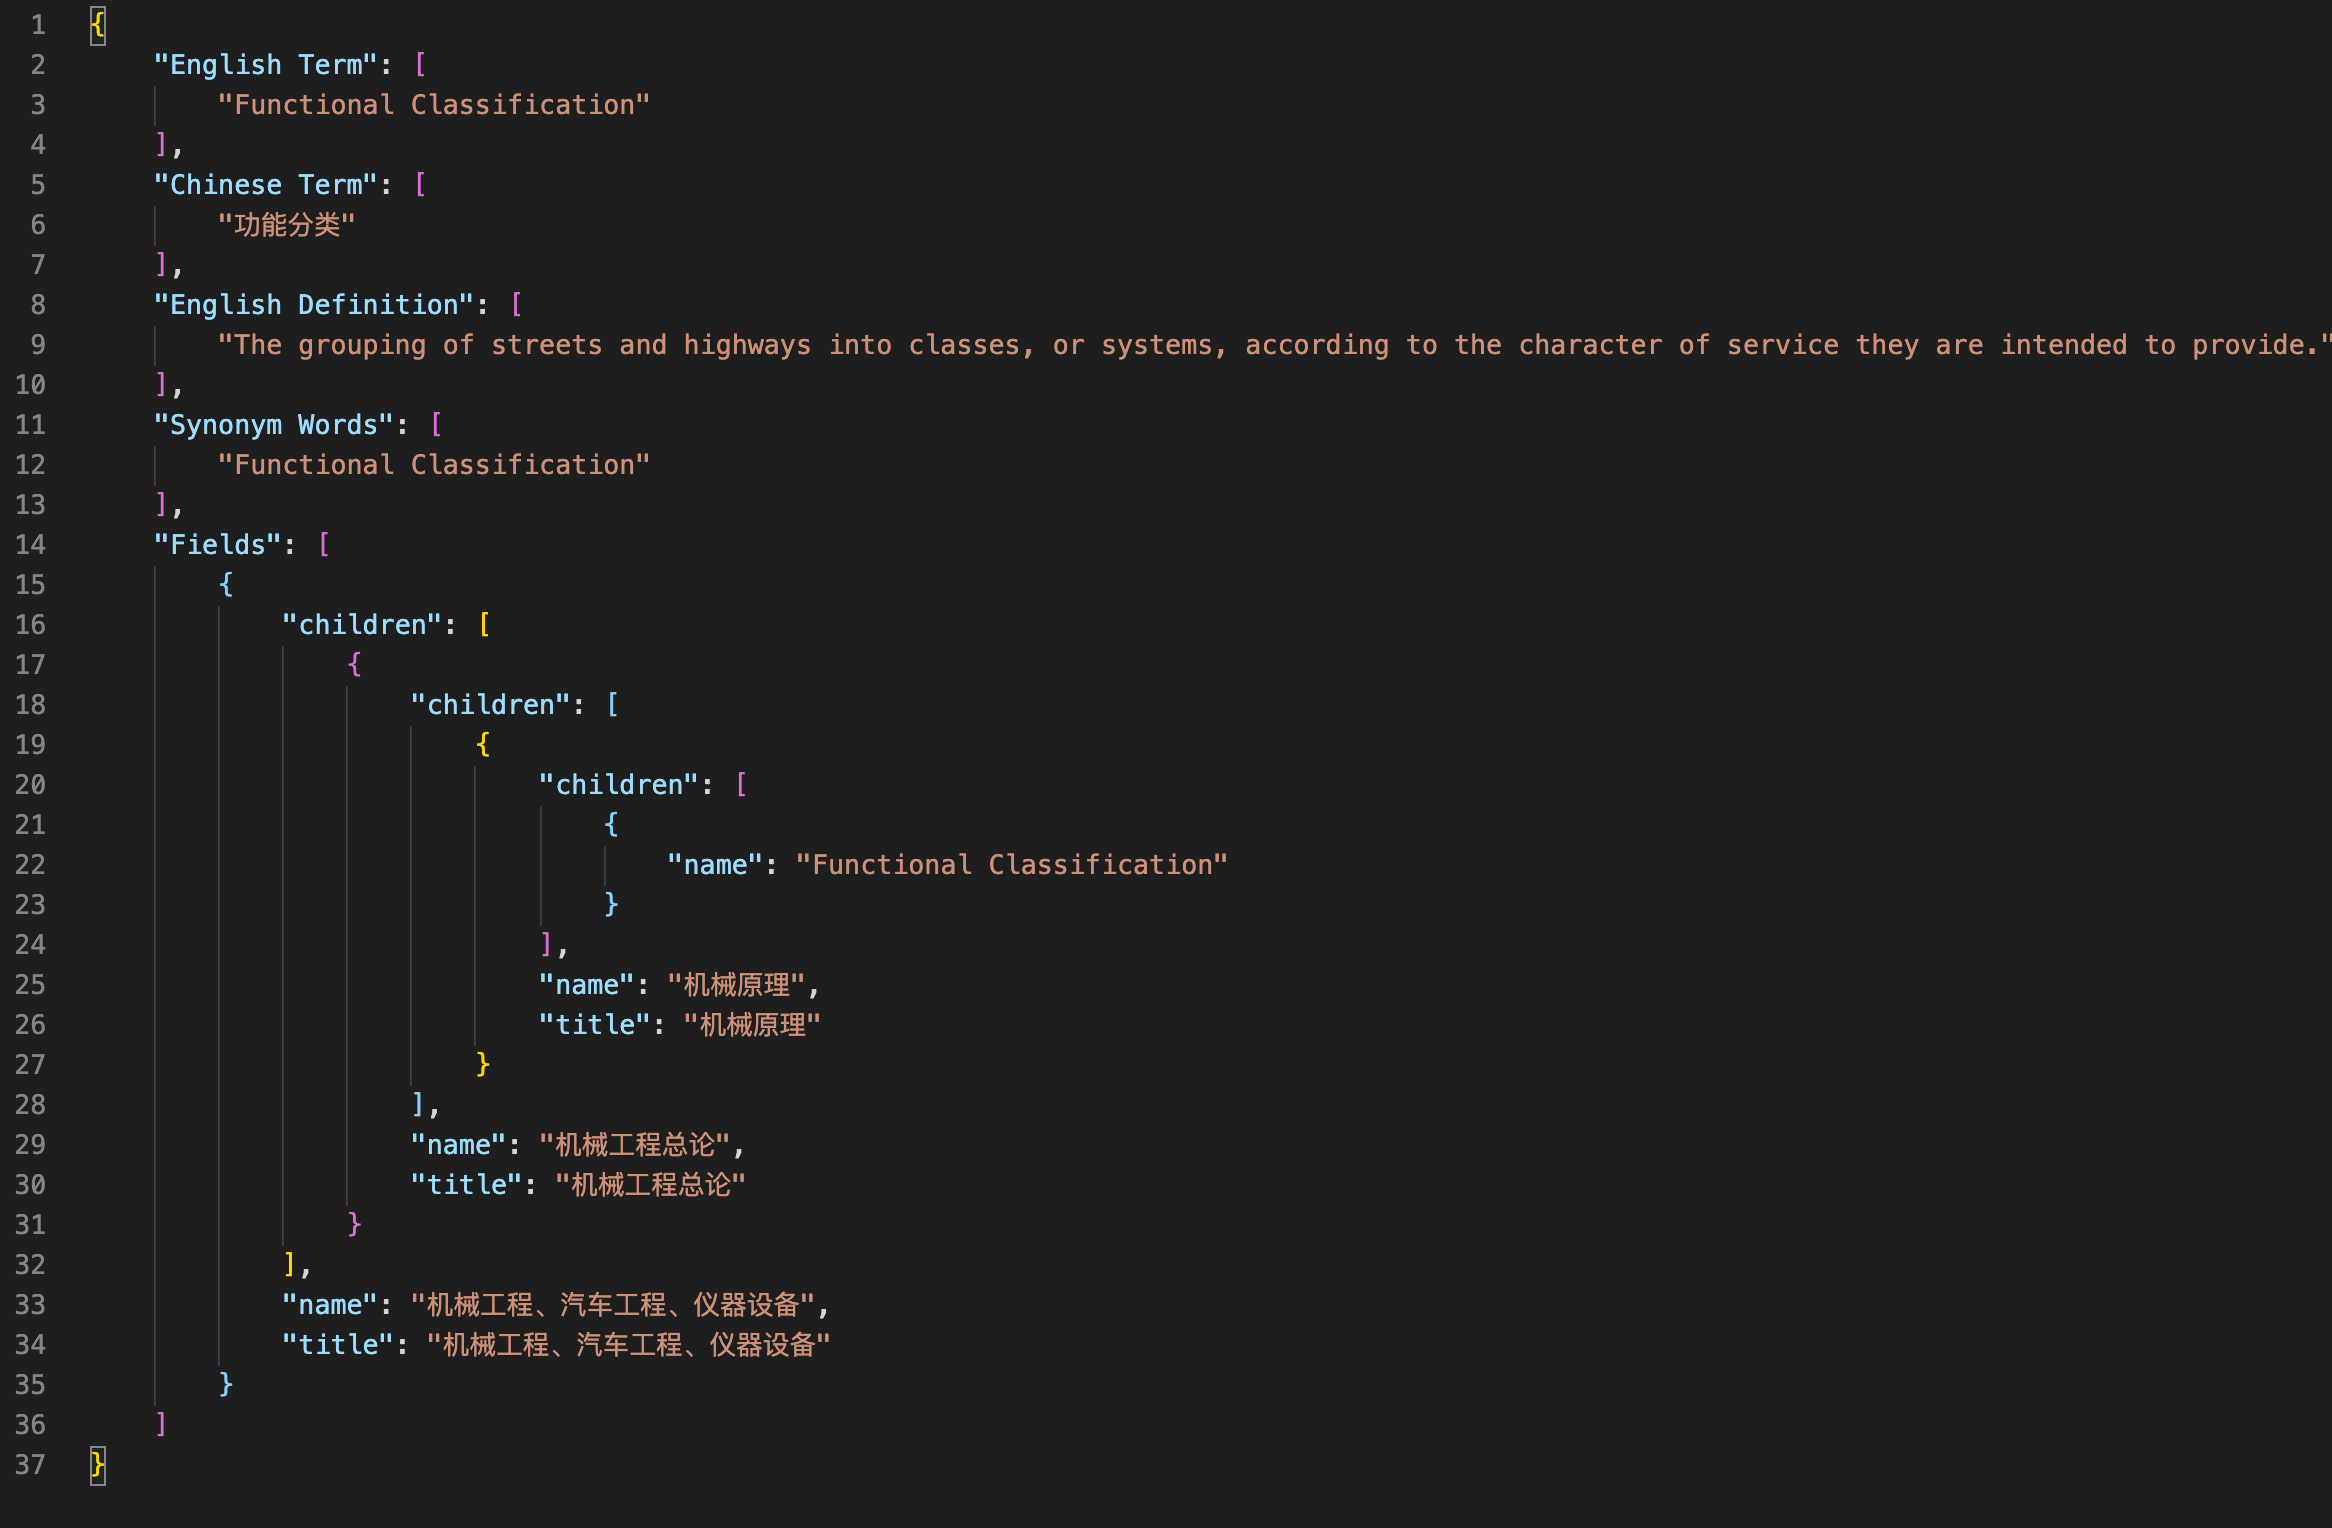 1 {
2     "English Term": [
3         "Functional Classification"
4     ],
5     "Chinese Term": [
6         "功能分类"
7     ],
8     "English Definition": [
9         "The grouping of streets and highways into classes, or systems, according to the character of service they are intended to provide."
10     ],
11     "Synonym Words": [
12         "Functional Classification"
13     ],
14     "Fields": [
15         {
16             "children": [
17                 {
18                     "children": [
19                         {
20                             "children": [
21                                 {
22                                     "name": "Functional Classification"
23                                 }
24                             ],
25                             "name": "机械原理",
26                             "title": "机械原理"
27                         }
28                     ],
29                     "name": "机械工程总论",
30                     "title": "机械工程总论"
31                 }
32             ],
33             "name": "机械工程、汽车工程、仪器设备",
34             "title": "机械工程、汽车工程、仪器设备"
35         }
36     ]
37 }